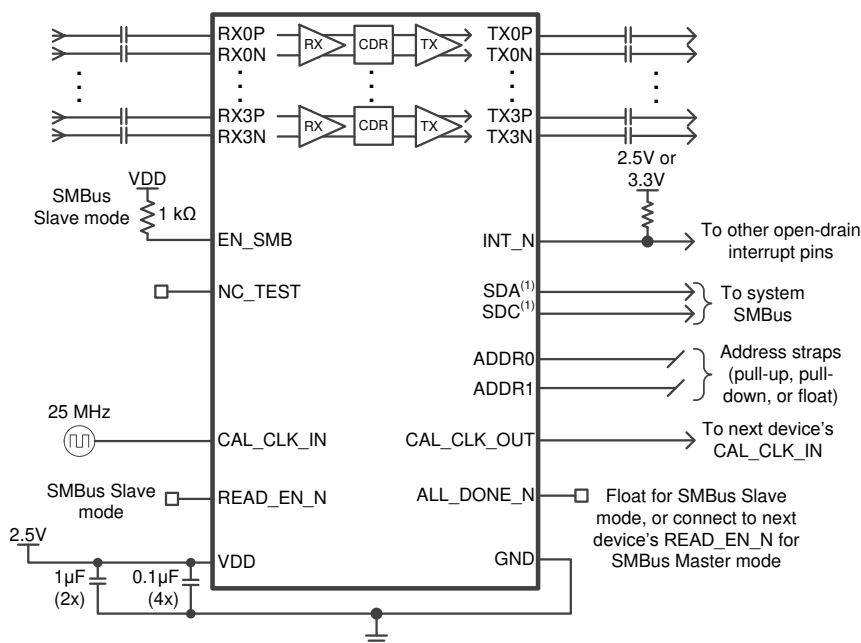 RX0P
RX0N
RX
CDR
TX
TX0P
TX0N
RX3P
RX3N
RX
CDR
TX
TX3P
TX3N
2.5V or
3.3V
SMBus
Slave mode
VDD
1 kΩ
EN_SMB
INT_N
To other open-drain
interrupt pins
NC_TEST
SDA(1)
SDC(1)
To system
SMBus
ADDR0
ADDR1
Address straps
(pull-up, pull-
down, or float)
25 MHz
CAL_CLK_IN
CAL_CLK_OUT
To next device's
CAL_CLK_IN
SMBus Slave
mode
READ_EN_N
ALL_DONE_N
Float for SMBus Slave
mode, or connect to next
device's READ_EN_N for
SMBus Master mode
2.5V
VDD
GND
1μF
(2x)
0.1μF
(4x)